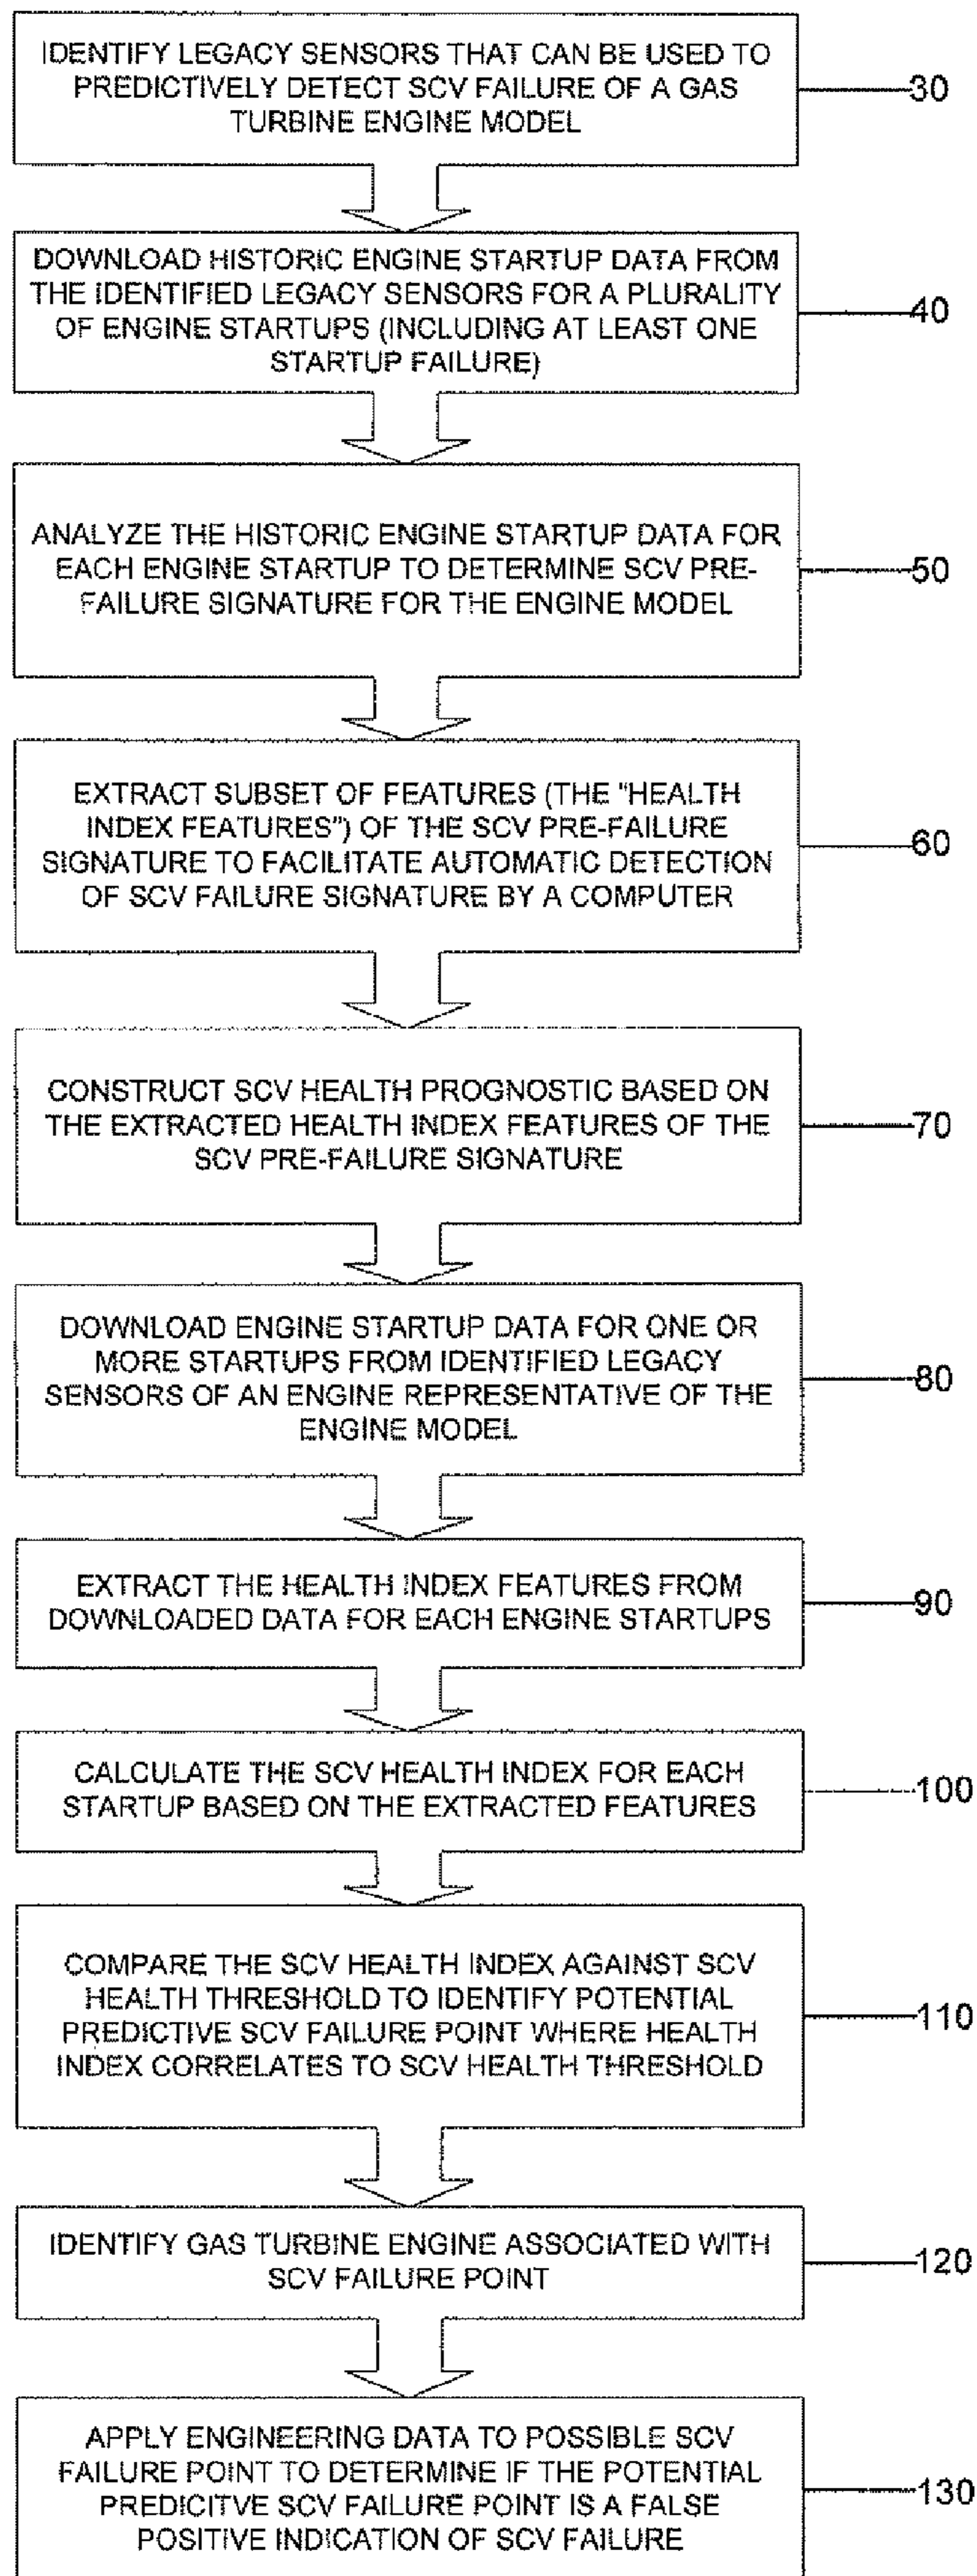 IDENTIFY LEGACY SENSORS THAT CAN BE USED TO
PREDICTIVELY DETECT SCV FAILURE OF A GAS
TURBINE ENGINE MODEL
30
DOWNLOAD HISTORIC ENGINE STARTUP DATA FROM
THE IDENTIFIED LEGACY SENSORS FOR A PLURALITY
OF ENGINE STARTUPS (INCLUDING AT LEAST ONE
STARTUP FAILURE)
40
ANALYZE THE HISTORIC ENGINE STARTUP DATA FOR
EACH ENGINE STARTUP TO DETERMINE SCV PRE-
FAILURE SIGNATURE FOR THE ENGINE MODEL
50
EXTRACT SUBSET OF FEATURES (THE "HEALTH
INDEX FEATURES") OF THE SCV PRE-FAILURE
SIGNATURE TO FACILITATE AUTOMATIC DETECTION
OF SCV FAILURE SIGNATURE BY A COMPUTER
60
CONSTRUCT SCV HEALTH PROGNOSTIC BASED ON
THE EXTRACTED HEALTH INDEX FEATURES OF THE
SCV PRE-FAILURE SIGNATURE
70
DOWNLOAD ENGINE STARTUP DATA FOR ONE OR
MORE STARTUPS FROM IDENTIFIED LEGACY
SENSORS OF AN ENGINE REPRESENTATIVE OF THE
ENGINE MODEL
80
EXTRACT THE HEALTH INDEX FEATURES FROM
DOWNLOADED DATA FOR EACH ENGINE STARTUPS
90
CALCULATE THE SCV HEALTH INDEX FOR EACH
STARTUP BASED ON THE EXTRACTED FEATURES
100
COMPARE THE SCV HEALTH INDEX AGAINST SCV
HEALTH THRESHOLD TO IDENTIFY POTENTIAL
PREDICTIVE SCV FAILURE POINT WHERE HEALTH
INDEX CORRELATES TO SCV HEALTH THRESHOLD
110
IDENTIFY GAS TURBINE ENGINE ASSOCIATED WITH
SCV FAILURE POINT
120
APPLY ENGINEERING DATA TO POSSIBLE SCV
FAILURE POINT TO DETERMINE IF THE POTENTIAL
PREDICITVE SCV FAILURE POINT IS A FALSE
POSITIVE INDICATION OF SCV FAILURE
130